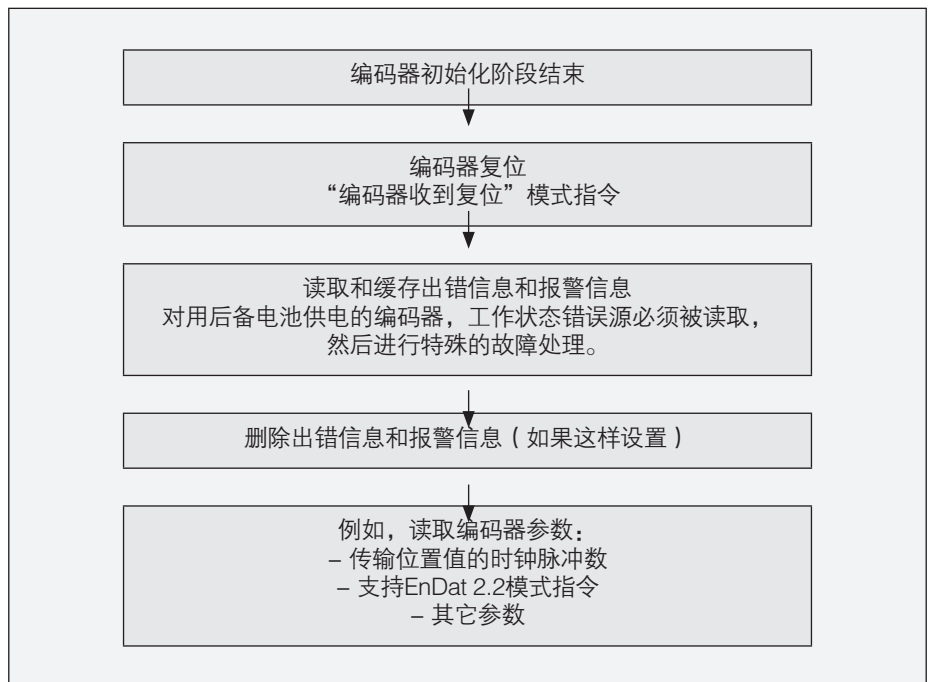 编码器初始化阶段结束
编码器复位
“编码器收到复位”模式指令
读取和缓存出错信息和报警信息
对用后备电池供电的编码器，工作状态错误源必须被读取，
然后进行特殊的故障处理。
删除出错信息和报警信息（如果这样设置）
例如，读取编码器参数：
– 传输位置值的时钟脉冲数
– 支持EnDat 2.2模式指令
– 其它参数